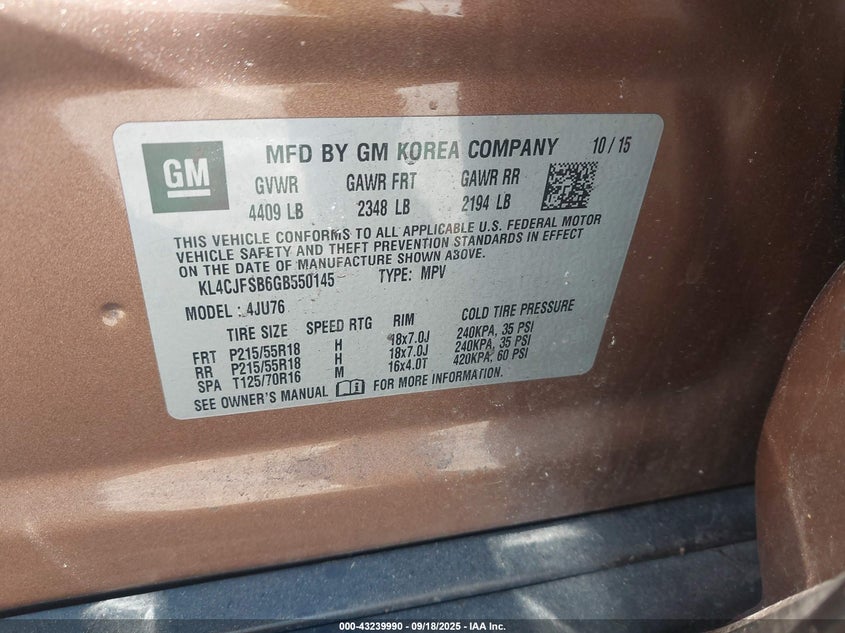 GM
MFD BY GM KOREA COMPANY 10 / 15
GVWR GAWR FRT GAWR RR
4409 LB 2348 LB 2194 LB
THIS VEHICLE CONFORMS TO ALL APPLICABLE U.S. FEDERAL MOTOR
VEHICLE SAFETY AND THEFT PREVENTION STANDARDS IN EFFECT
ON THE DATE OF MANUFACTURE SHOWN ABOVE.
KL4CJFSB6GB550145 TYPE: MPV
MODEL : 4JU76
TIRE SIZE SPEED RTG RIM COLD TIRE PRESSURE
FRT P215/55R18 H 18x7.0J 240KPA, 35 PSI
RR P215/55R18 H 18x7.0J 240KPA, 35 PSI
SPA T125/70R16 M 16x4.0T 420KPA, 60 PSI
SEE OWNER'S MANUAL FOR MORE INFORMATION.
000-43239990 - 09/18/2025 - IAA Inc.